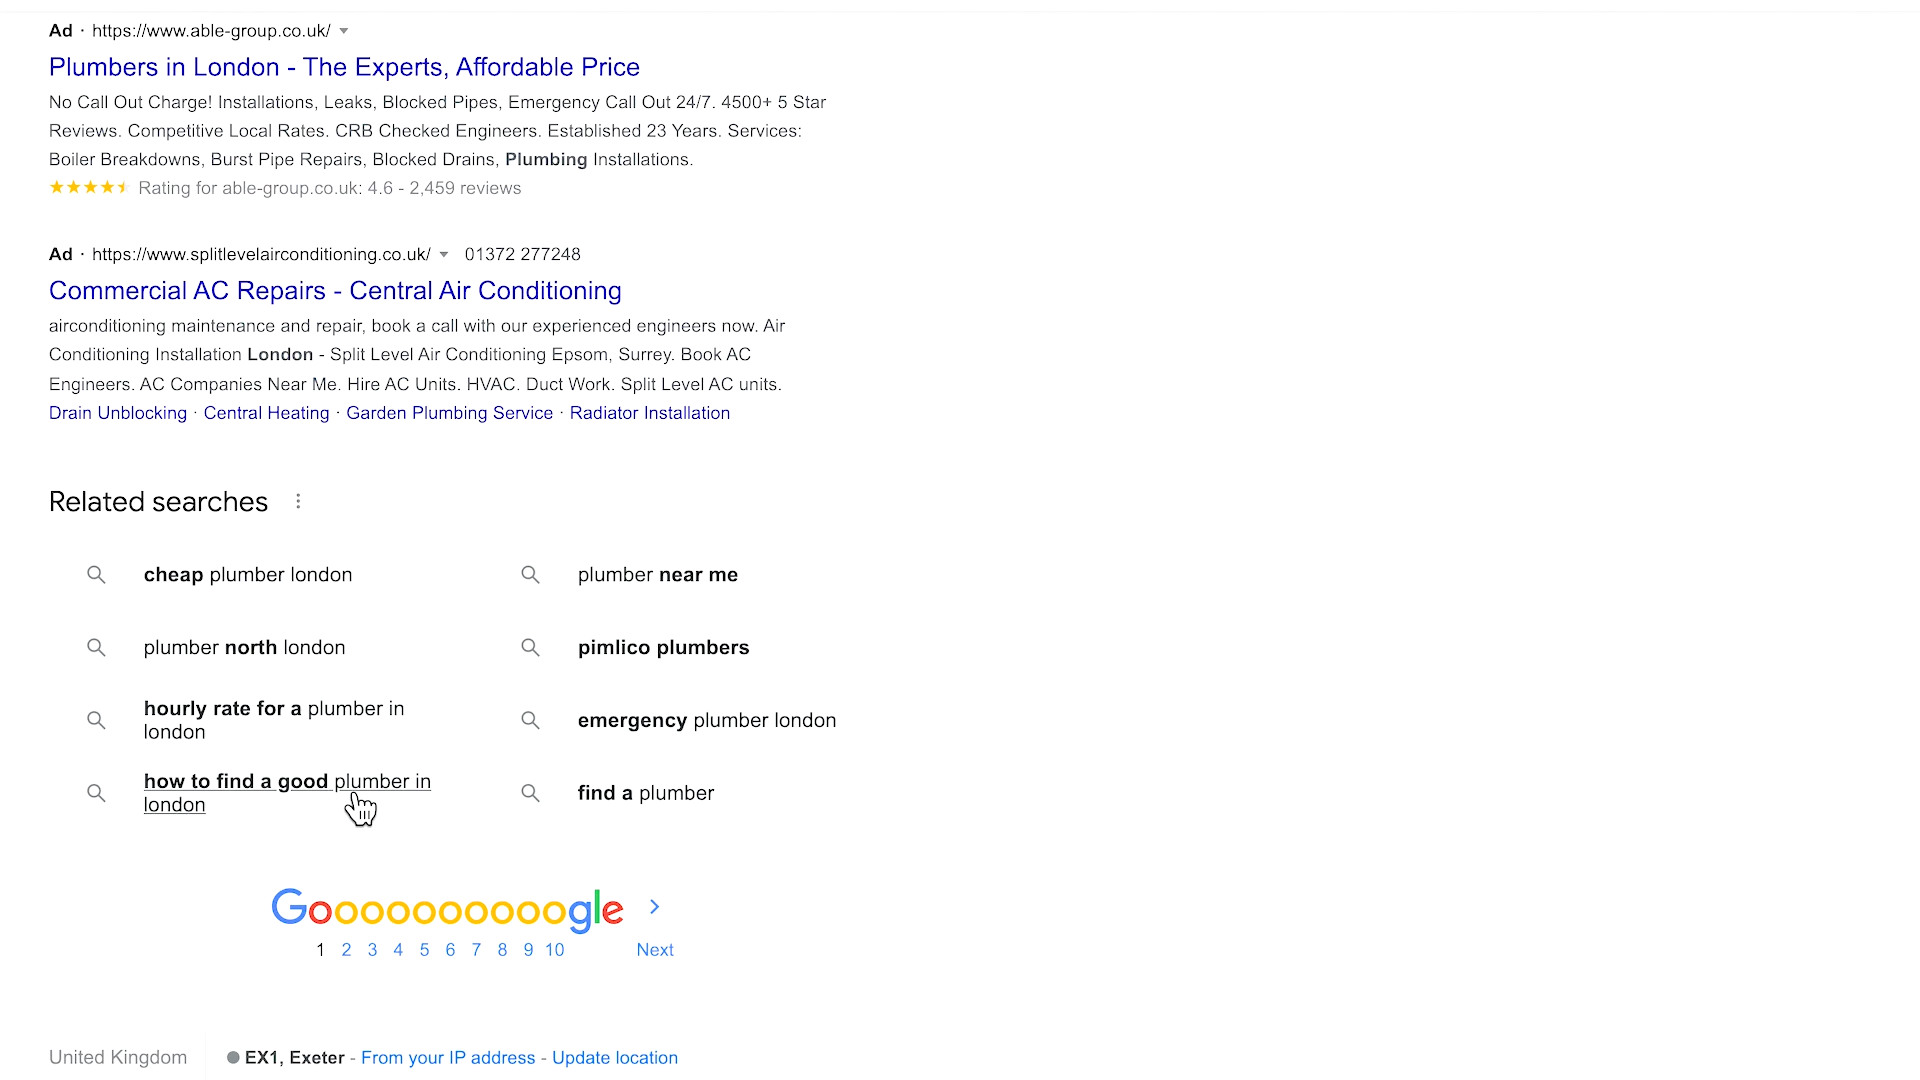 Ad · https://www.able-group.co.uk/
Plumbers in London - The Experts, Affordable Price
No Call Out Charge! Installations, Leaks, Blocked Pipes, Emergency Call Out 24/7. 4500+ 5 Star
Reviews. Competitive Local Rates. CRB Checked Engineers. Established 23 Years. Services:
Boiler Breakdowns, Burst Pipe Repairs, Blocked Drains, Plumbing Installations.
Rating for able-group.co.uk: 4.6 - 2,459 reviews
Ad · https://www.splitlevelairconditioning.co.uk/ 01372 277248
Commercial AC Repairs - Central Air Conditioning
airconditioning maintenance and repair, book a call with our experienced engineers now. Air
Conditioning Installation London - Split Level Air Conditioning Epsom, Surrey. Book AC
Engineers. AC Companies Near Me. Hire AC Units. HVAC. Duct Work. Split Level AC units.
Drain Unblocking · Central Heating · Garden Plumbing Service · Radiator Installation
Related searches
cheap plumber london
plumber near me
plumber north london
pimlico plumbers
hourly rate for a plumber in
london
emergency plumber london
how to find a good plumber in
london
find a plumber
Goooooooooogle
1 2 3 4 5 6 7 8 9 10 Next
United Kingdom
EX1, Exeter - From your IP address - Update location